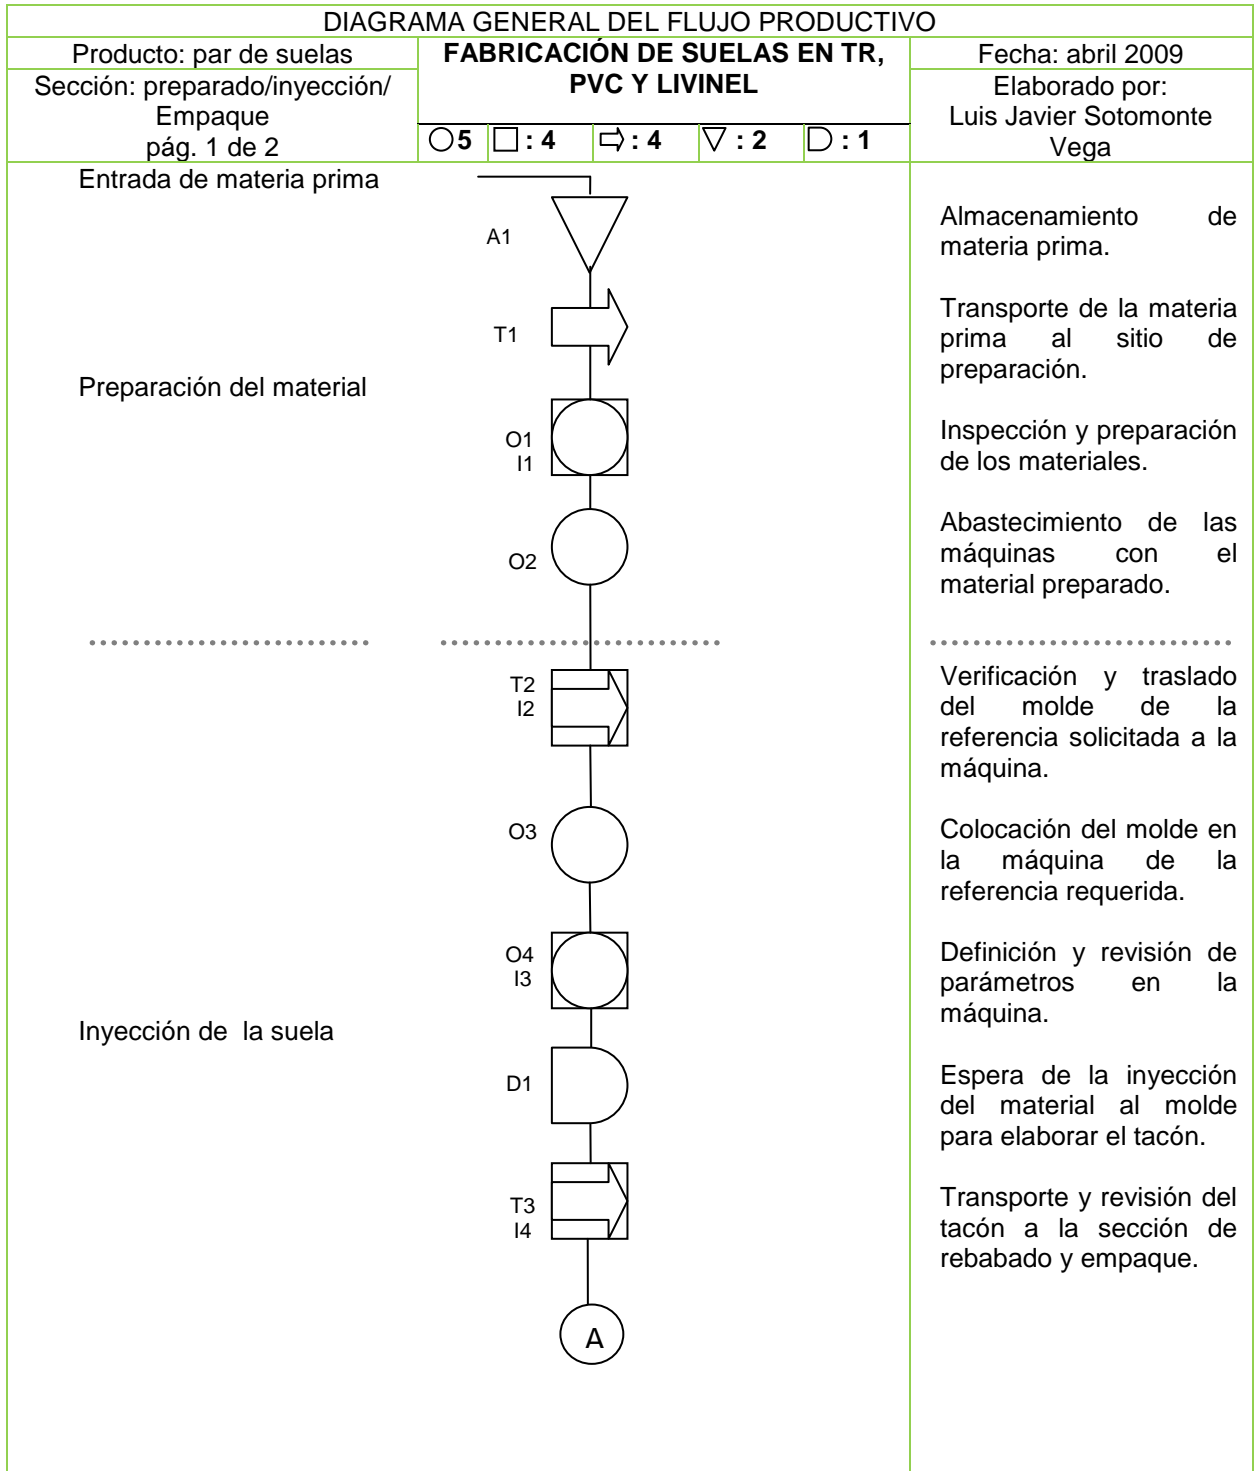 DIAGRAMA GENERAL DEL FLUJO PRODUCTIVO
Producto: par de suelas
Sección: preparado/inyección/
Empaque
pág. 1 de 2
FABRICACIÓN DE SUELAS EN TR,
PVC Y LIVINEL
5 : 4 : 4 : 2 : 1
Fecha: abril 2009
Elaborado por:
Luis Javier Sotomonte
Vega
Entrada de materia prima
A1
Almacenamiento de
materia prima.
T1
Transporte de la materia
prima al sitio de
preparación.
Preparación del material
O1
I1
Inspección y preparación
de los materiales.
O2
Abastecimiento de las
máquinas con el
material preparado.
T2
I2
Verificación y traslado
del molde de la
referencia solicitada a la
máquina.
O3
Colocación del molde en
la máquina de la
referencia requerida.
O4
I3
Definición y revisión de
parámetros en la
máquina.
Inyección de la suela
D1
Espera de la inyección
del material al molde
para elaborar el tacón.
T3
I4
Transporte y revisión del
tacón a la sección de
rebabado y empaque.
A